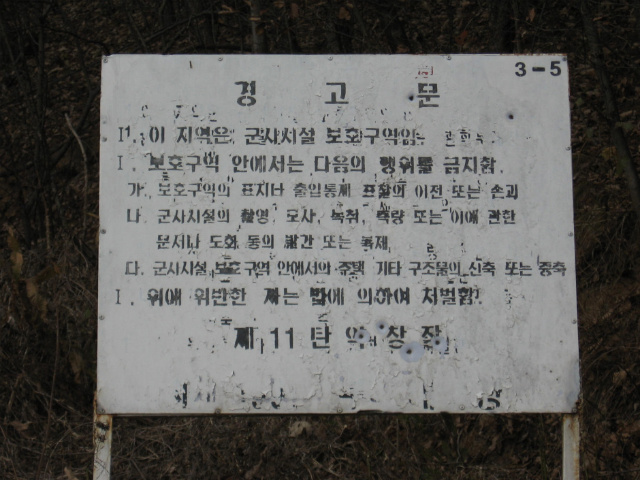 3-5
경 고 문
이 지역은 군사시설 보호구역임
보호구역 안에서는 다음의 행위를 금지함
가. 보호구역의 표지나 출입통제 표찰의 이전 또는 손괴
나. 군사시설의 촬영, 묘사, 녹취, 측량 또는 이에 관한
문서나 도화 등의 발간 또는 복제
다. 군사시설 보호구역 안에서의 주택 기타 구조물의 신축 또는 증축
위에 위반한 자는 법에 의하여 처벌함
제 11 탄 약 창 장